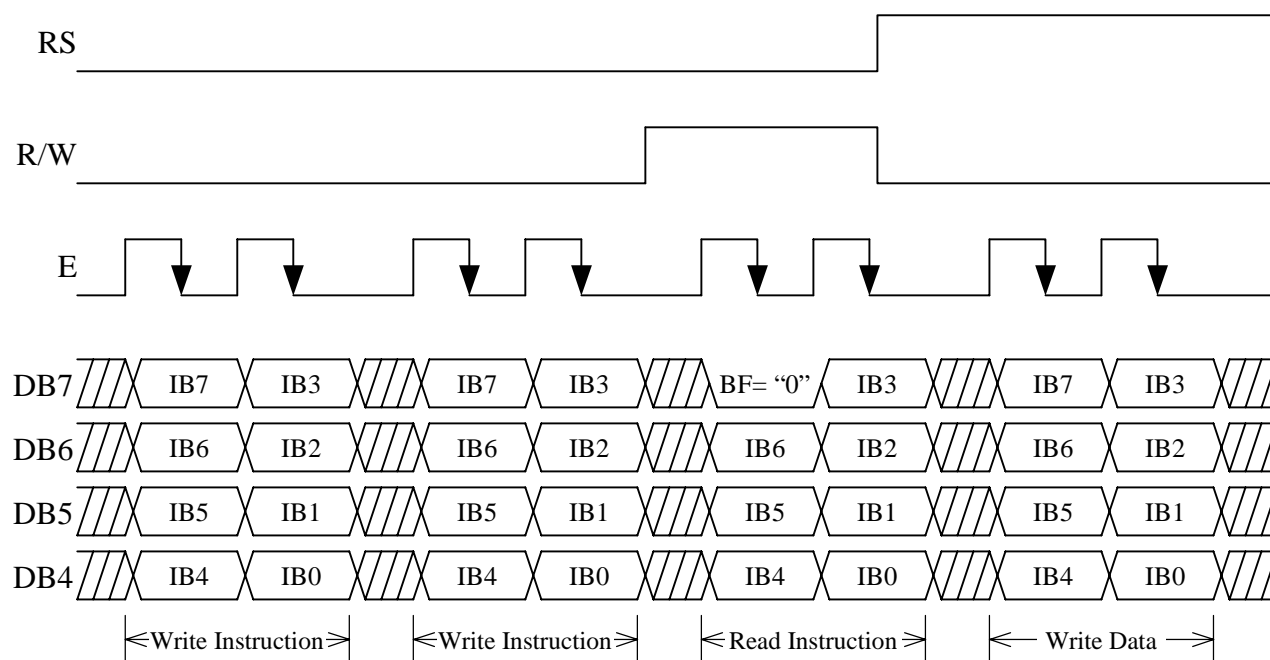 RS
R/W
E
DB7 IB7 IB3 IB7 IB3 BF= “0” IB3 IB7 IB3
DB6 IB6 IB2 IB6 IB2 IB6 IB2 IB6 IB2
DB5 IB5 IB1 IB5 IB1 IB5 IB1 IB5 IB1
DB4 IB4 IB0 IB4 IB0 IB4 IB0 IB4 IB0
Write Instruction Write Instruction Read Instruction Write Data